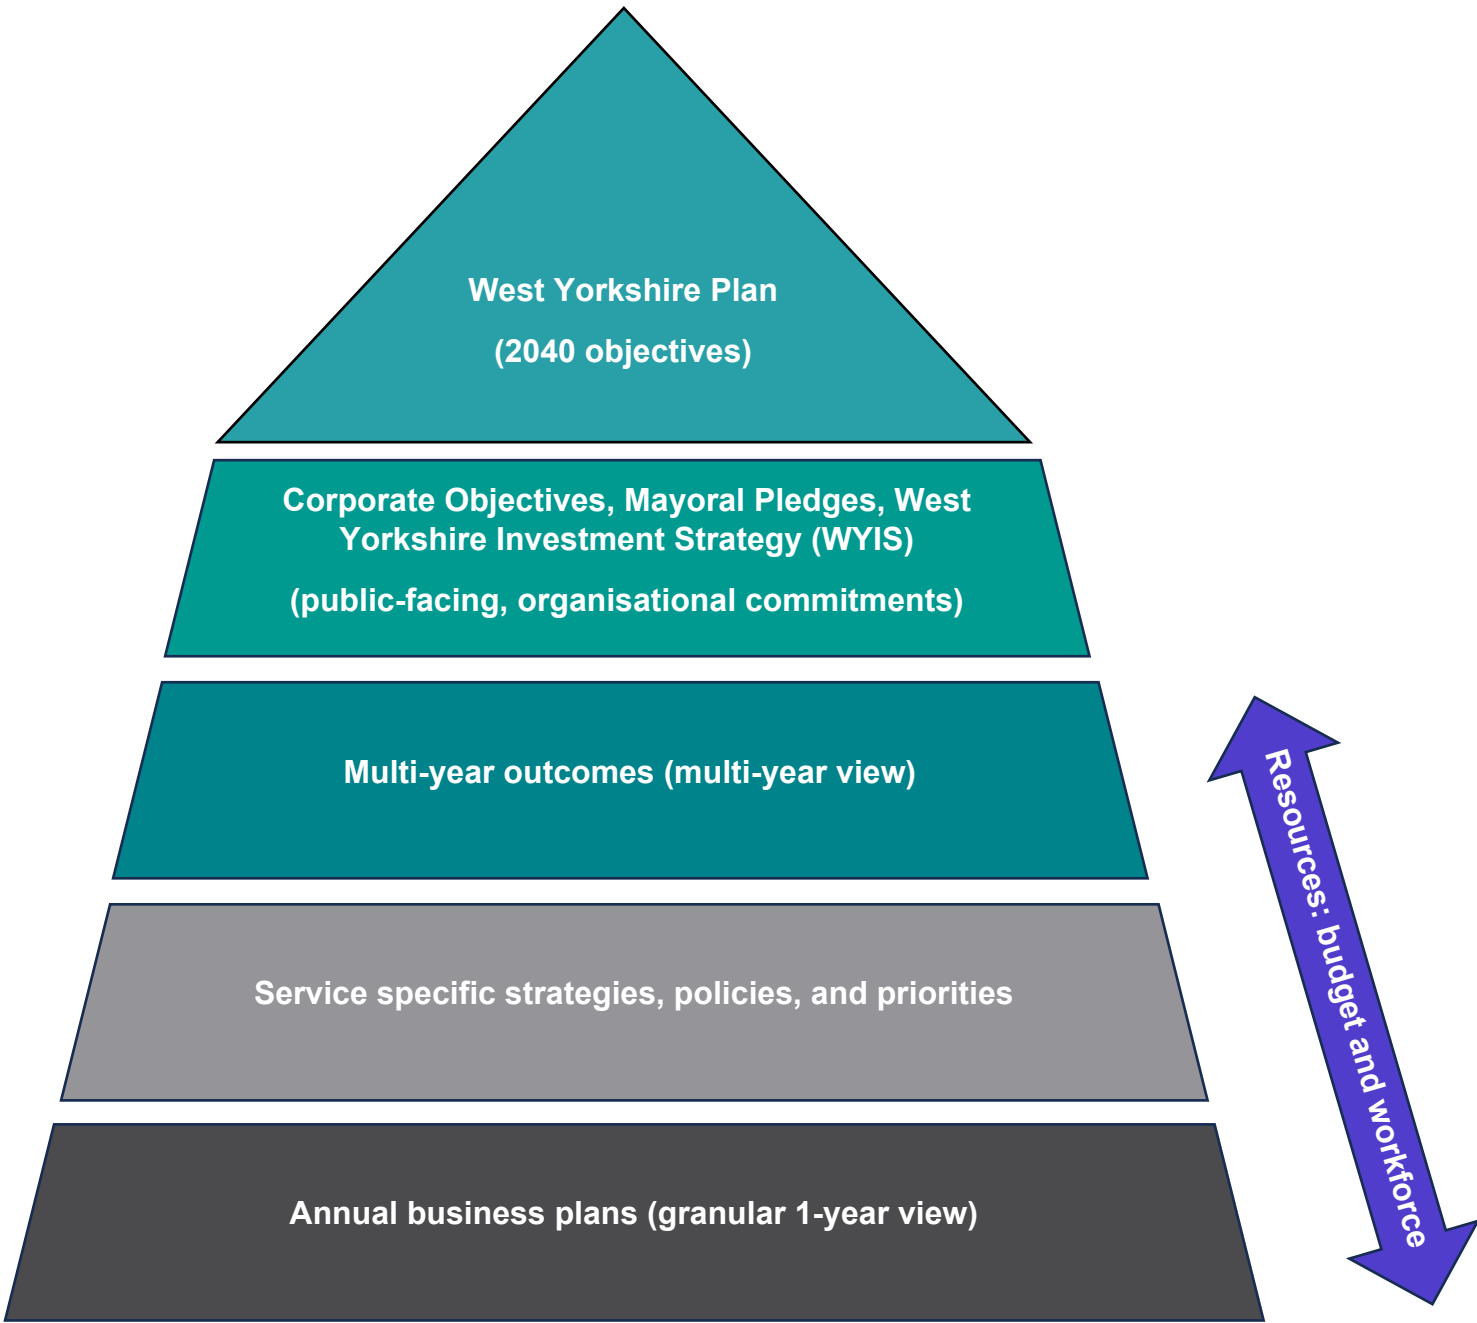 West Yorkshire Plan
(2040 objectives)
Corporate Objectives, Mayoral Pledges, West
Yorkshire Investment Strategy (WYIS)
(public-facing, organisational commitments)
Multi-year outcomes (multi-year view)
Service specific strategies, policies, and priorities
Annual business plans (granular 1-year view)
Resources: budget and workforce